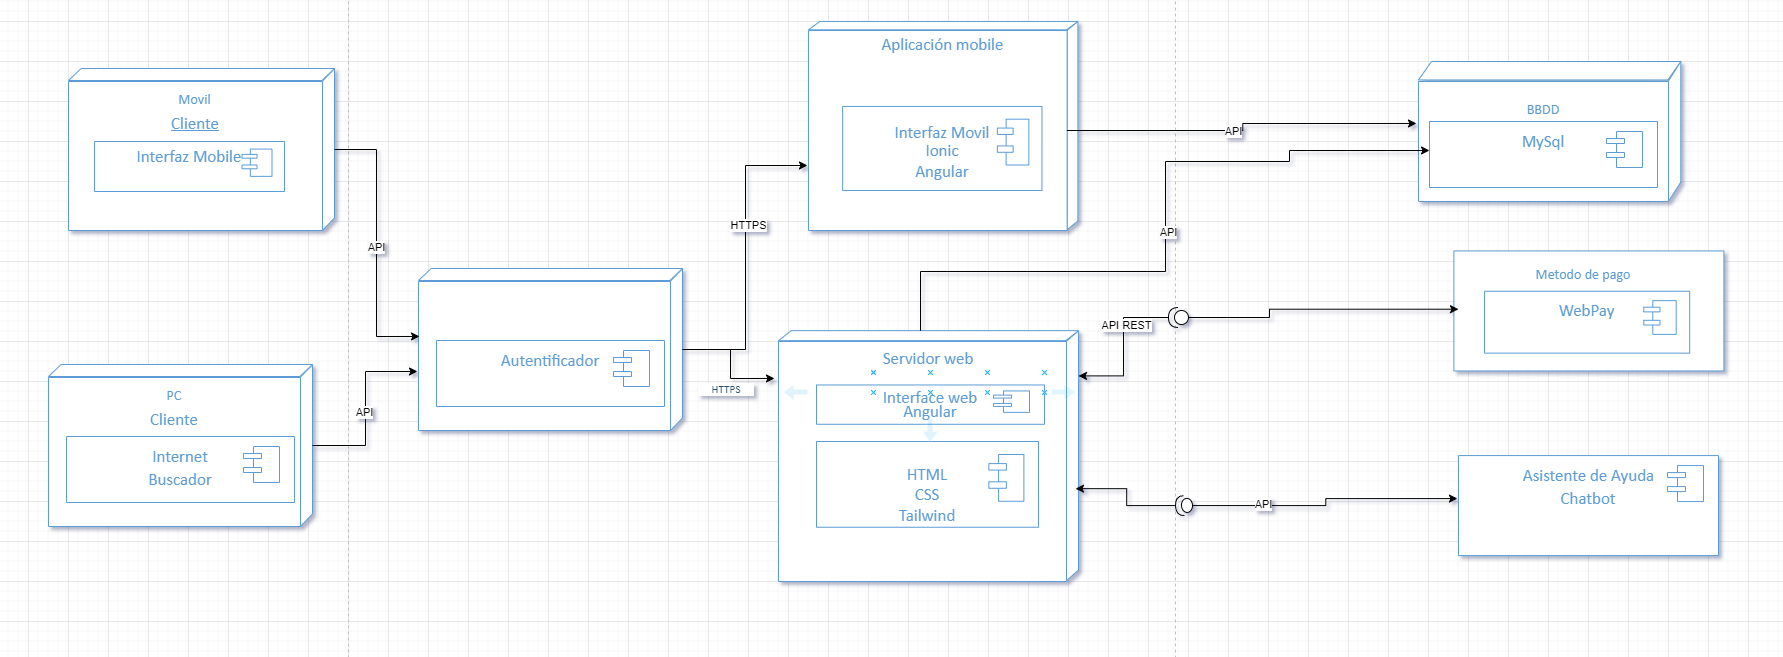 Movil
Cliente
Interfaz Mobile
API
PC
Cliente
Internet
Buscador
API
Autentificador
HTTPS
HTTPS
Aplicación mobile
Interfaz Movil
Ionic
Angular
API
Servidor web
Interface web
Angular
HTML
CSS
Tailwind
API
API REST
API
BBDD
MySql
Metodo de pago
WebPay
Asistente de Ayuda
Chatbot